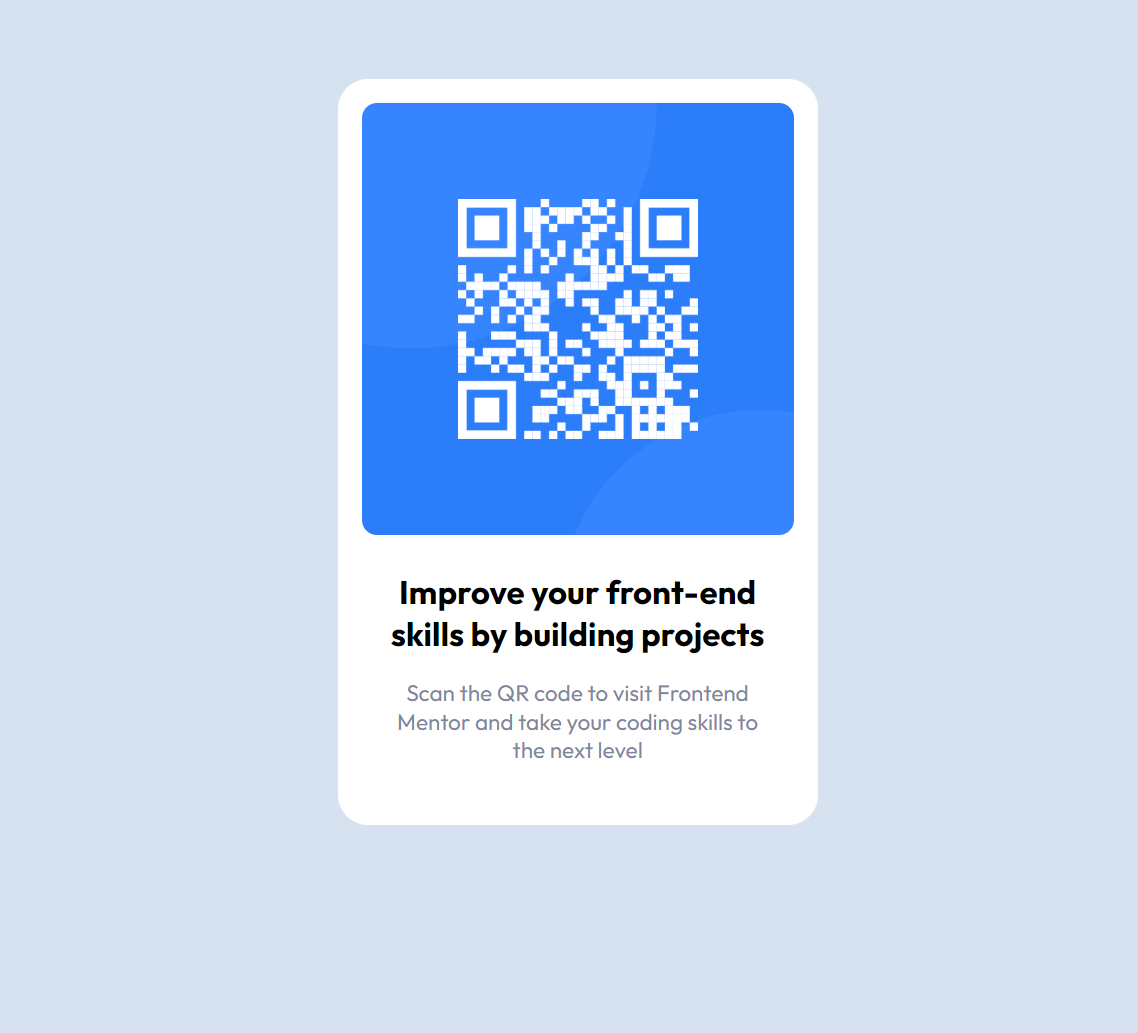 Improve your front-end
skills by building projects
Scan the QR code to visit Frontend
Mentor and take your coding skills to
the next level